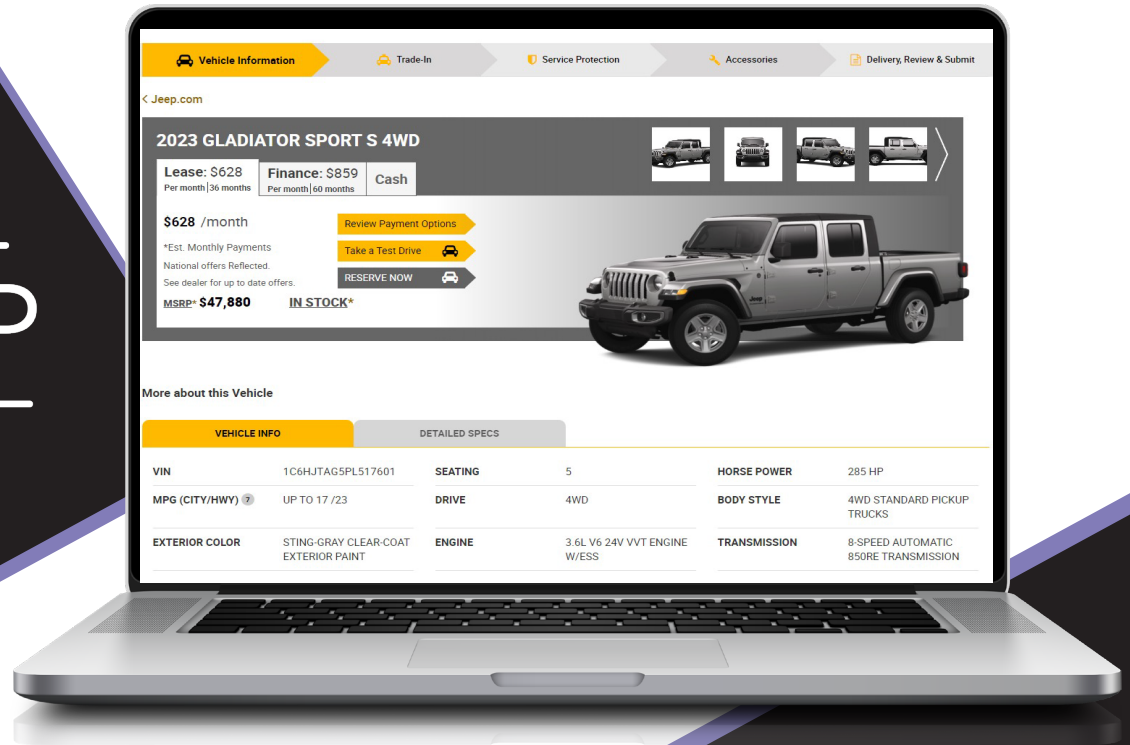 Vehicle Information
Trade-In
Service Protection
Accessories
Delivery, Review & Submit
< Jeep.com
2023 GLADIATOR SPORT S 4WD
Lease: $628
Per month|36 months
Finance: $859
Per month|60 months
Cash
$628 /month
*Est. Monthly Payments
National offers Reflected.
See dealer for up to date offers.
MSRP* $47,880
IN STOCK*
Review Payment Options
Take a Test Drive
RESERVE NOW
Jeep
More about this Vehicle
VEHICLE INFO
DETAILED SPECS
VIN 1C6HJTAG5PL517601 SEATING 5 HORSE POWER 285 HP
MPG (CITY/HWY) 7 UP TO 17 /23 DRIVE 4WD BODY STYLE 4WD STANDARD PICKUP
TRUCKS
EXTERIOR COLOR STING-GRAY CLEAR-COAT ENGINE 3.6L V6 24V VVT ENGINE TRANSMISSION 8-SPEED AUTOMATIC
EXTERIOR PAINT W/ESS 850RE TRANSMISSION